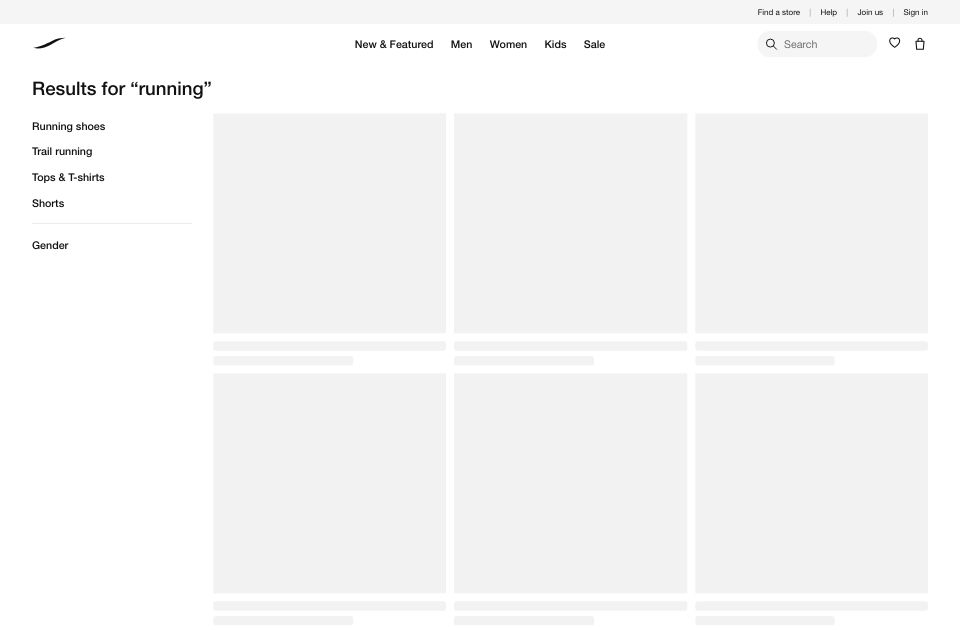 Find a store | Help | Join us | Sign in
New & Featured Men Women Kids Sale Search
Results for “running”
Running shoes
Trail running
Tops & T-shirts
Shorts
Gender